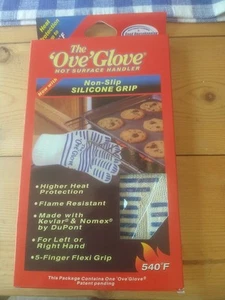 The
'Ove' Glove®
HOT SURFACE HANDLER
Non-Slip
SILICONE GRIP
• Higher Heat
Protection
• Flame Resistant
• Made with
Kevlar® & Nomex®
by DuPont
• For Left or
Right Hand
• 5-Finger Flexi Grip
540°F
This Package Contains One 'Ove' Glove®
Patent pending